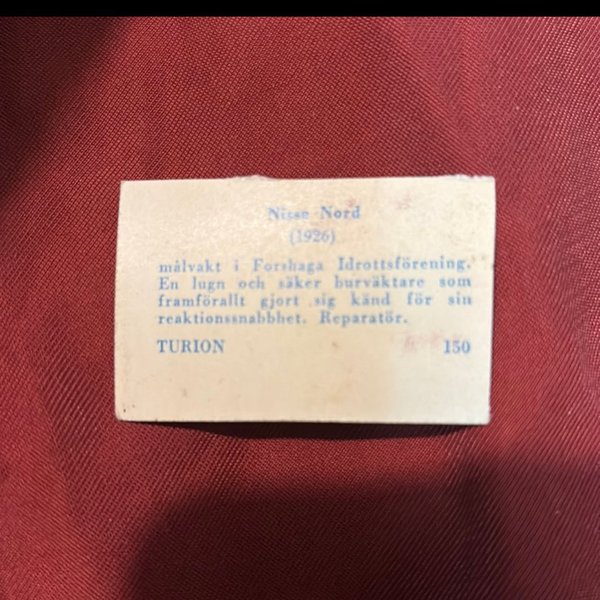 Nisse Nord
(1926)
målvakt i Forshaga Idrottsförening.
En lugn och säker burväktare som
framförallt gjort sig känd för sin
reaktionssnabbhet. Reparatör.
TURION 150